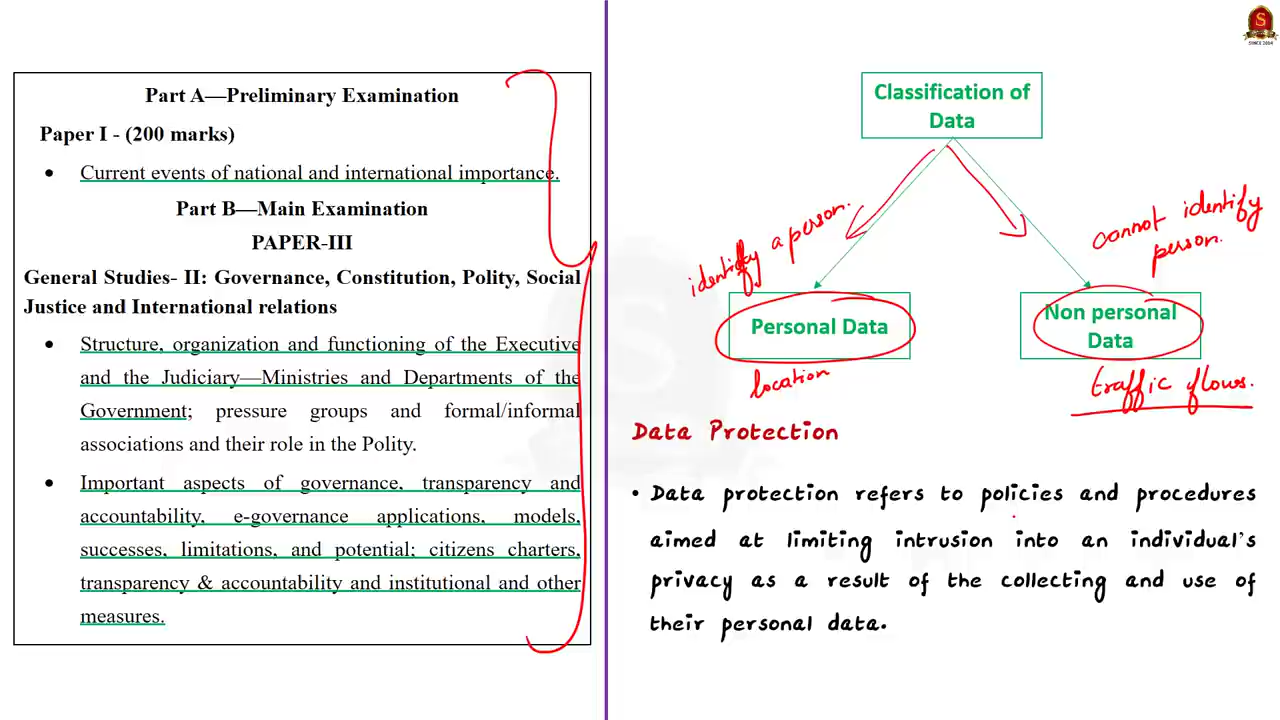 Part A—Preliminary Examination
Paper I - (200 marks)
• Current events of national and international importance.
Part B—Main Examination
PAPER-III
General Studies- II: Governance, Constitution, Polity, Social
Justice and International relations
• Structure, organization and functioning of the Executive
and the Judiciary—Ministries and Departments of the
Government; pressure groups and formal/informal
associations and their role in the Polity.
• Important aspects of governance, transparency and
accountability, e-governance applications, models,
successes, limitations, and potential; citizens charters,
transparency & accountability and institutional and other
measures.
S
SINCE 2004
Classification of
Data
identify a person.
cannot identify
person.
Personal Data
Non personal
Data
location
traffic flows.
Data Protection
• Data protection refers to policies and procedures
aimed at limiting intrusion into an individual's
privacy as a result of the collecting and use of
their personal data.